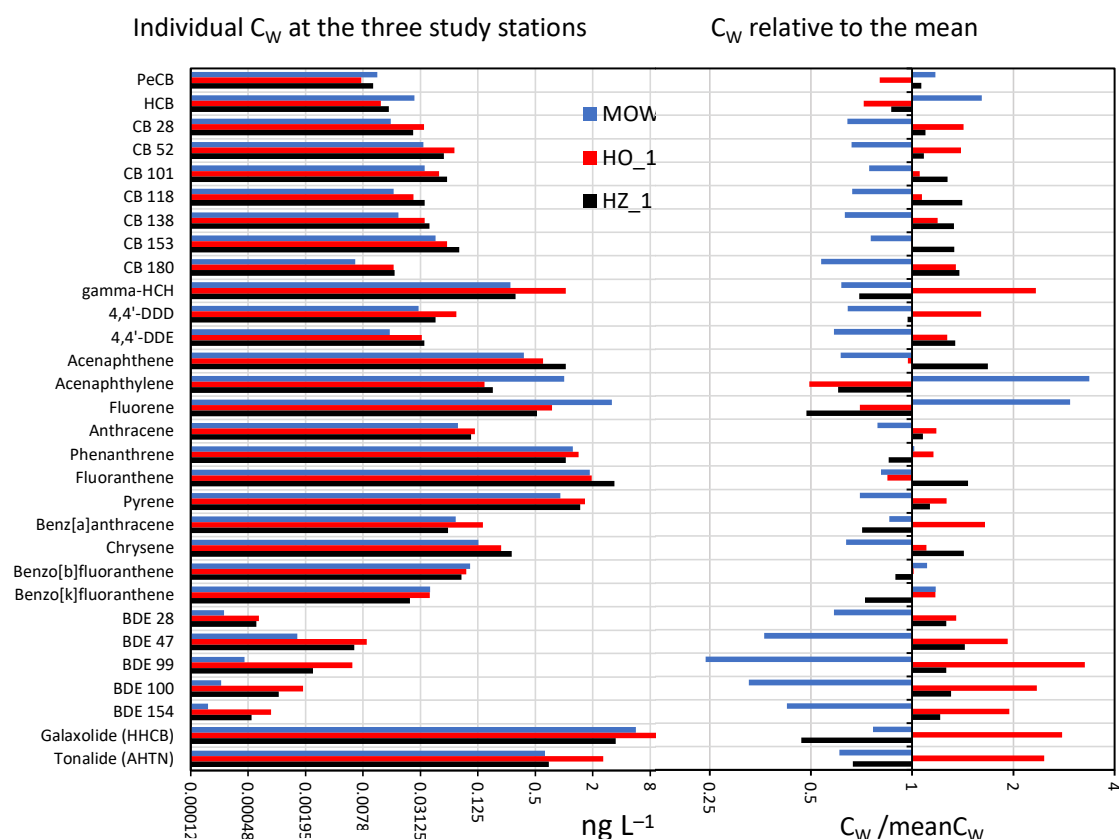 Individual CW at the three study stations
CW relative to the mean
PeCB
HCB
CB 28
CB 52
CB 101
CB 118
CB 138
CB 153
CB 180
gamma-HCH
4,4'-DDD
4,4'-DDE
Acenaphthene
Acenaphthylene
Fluorene
Anthracene
Phenanthrene
Fluoranthene
Pyrene
Benz[a]anthracene
Chrysene
Benzo[b]fluoranthene
Benzo[k]fluoranthene
BDE 28
BDE 47
BDE 99
BDE 100
BDE 154
Galaxolide (HHCB)
Tonalide (AHTN)
MOW
HO_1
HZ_1
0.00012
0.00048
0.00195
0.0078
0.03125
0.125
0.5
2
8
ng L⁻¹
0.25
0.5
1
2
4
CW /meanCW